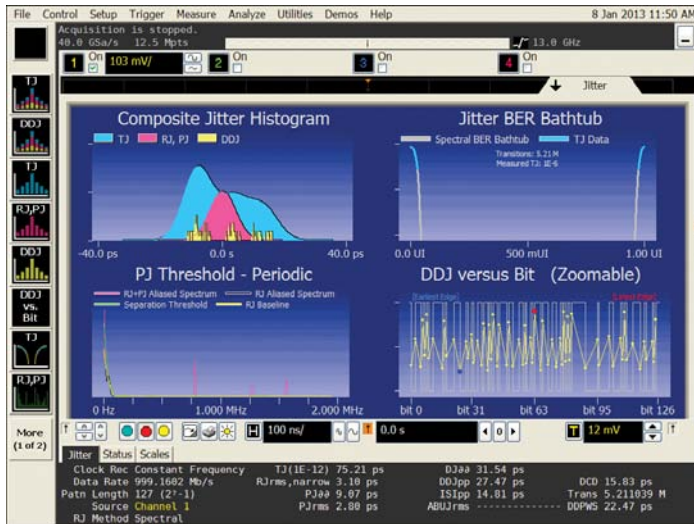 File Control Setup Trigger Measure Analyze Utilities Demos Help 8 Jan 2013 11:50 AM
Acquisition is stopped.
40.0 GSa/s 12.5 Mpts 13.0 GHz
1 On 103 mV/ 2 On 3 On 4 On
Jitter
TJ
DDJ
TJ
RJ,PJ
DDJ
DDJ
vs.
Bit
TJ
RJ,PJ
More
(1 of 2)
Composite Jitter Histogram
TJ RJ, PJ DDJ
-40.0 ps 0.0 s 40.0 ps
Jitter BER Bathtub
Spectral BER Bathtub TJ Data
Transitions: 5.21 M
Measured TJ: 1E-6
0.0 UI 500 mUI 1.00 UI
PJ Threshold - Periodic
RJ+PJ Aliased Spectrum RJ Aliased Spectrum
Separation Threshold RJ Baseline
0 Hz 1.000 MHz 2.000 MHz
DDJ versus Bit (Zoomable)
[Earliest Edge] [Latest Edge]
bit 0 bit 31 bit 63 bit 95 bit 126
H 100 ns/ 0.0 s 0 T 12 mV
Jitter Status Scales
Clock Rec Constant Frequency TJ(1E-12) 75.21 ps DJδδ 31.54 ps
Data Rate 999.1602 Mb/s RJrms,narrow 3.10 ps DDJpp 27.47 ps DCD 15.83 ps
Patn Length 127 (2⁷-1) PJδδ 9.07 ps ISIpp 14.81 ps Trans 5.211039 M
Source Channel 1 PJrms 2.80 ps ABUJrms -------------- DDPWS 22.47 ps
RJ Method Spectral